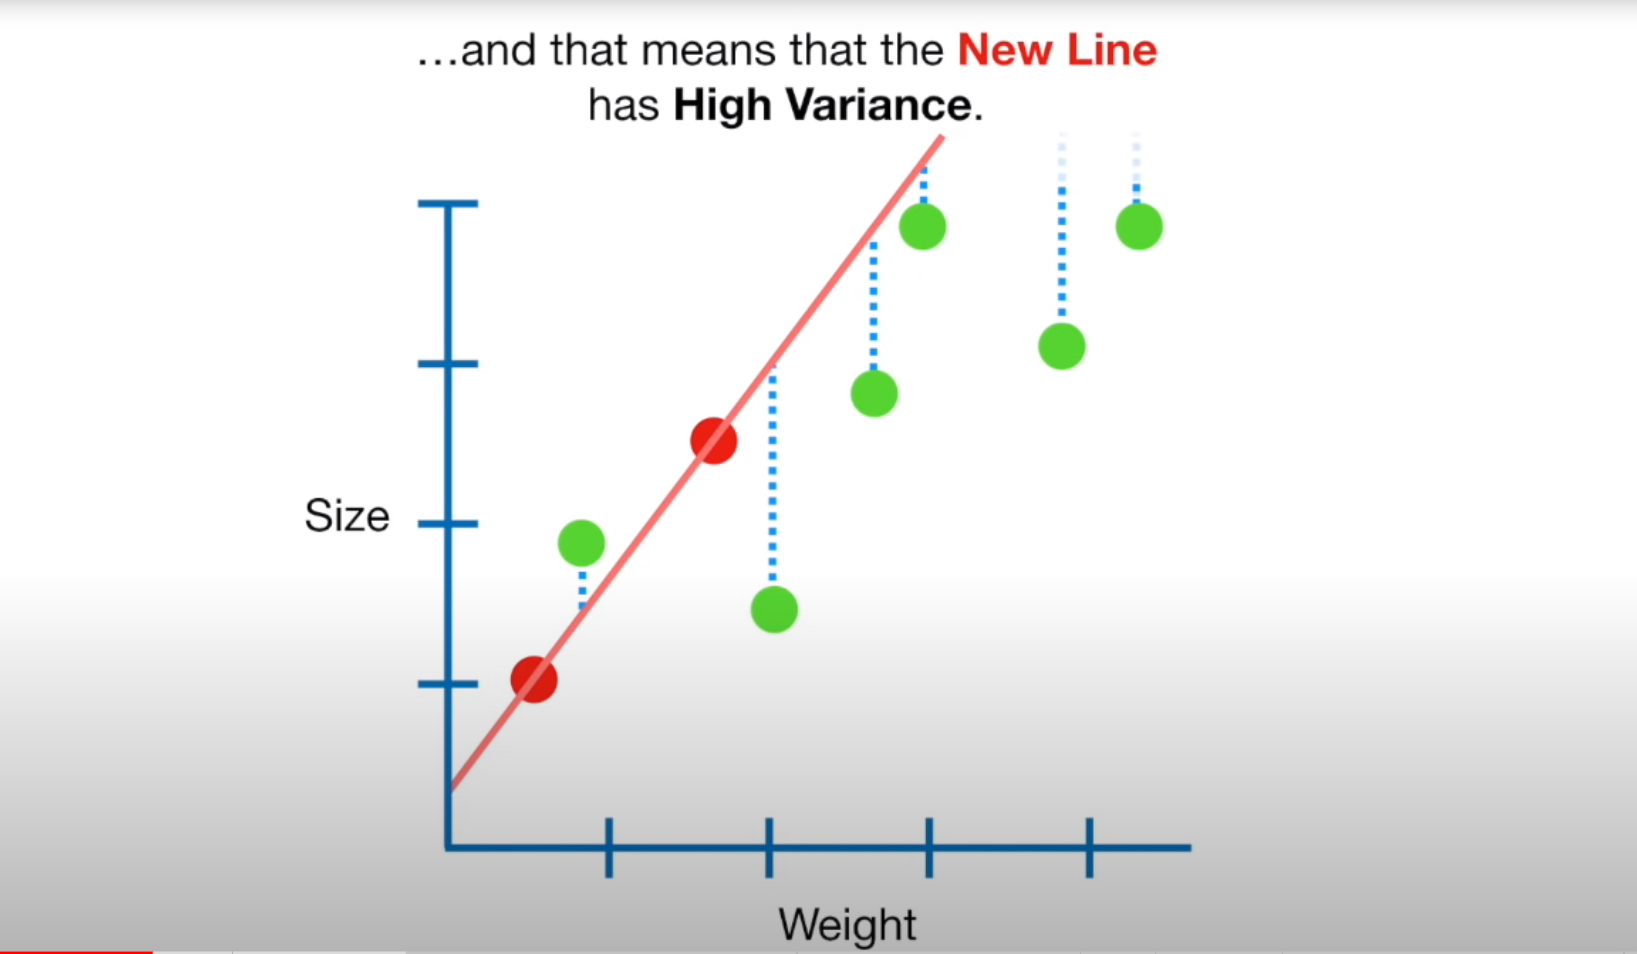 ...and that means that the New Line
has High Variance.
Size
Weight